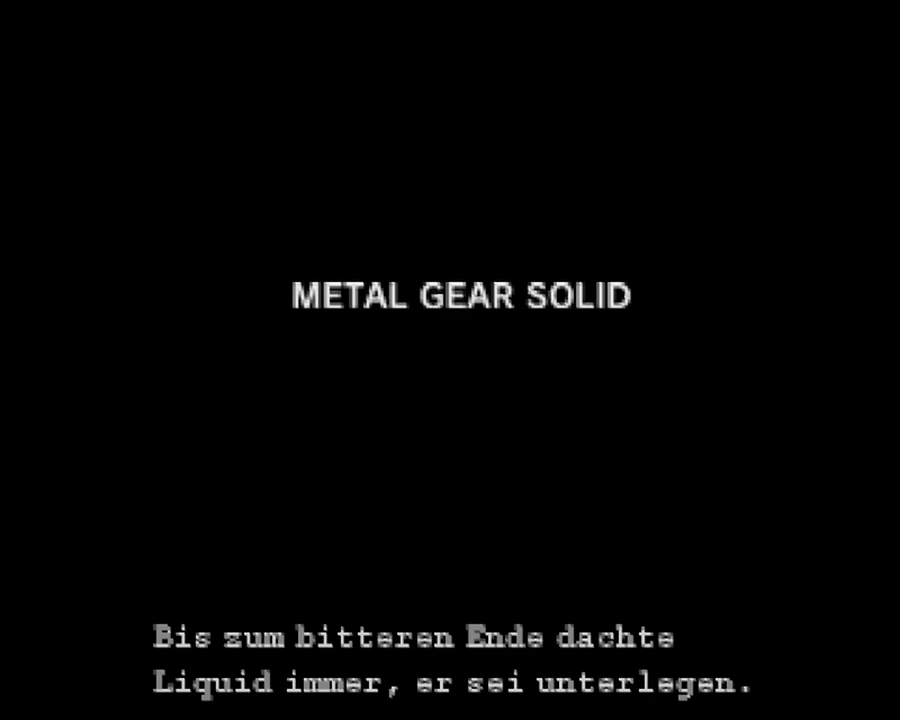 METAL GEAR SOLID
Bis zum bitteren Ende dachte
Liquid immer, er sei unterlegen.